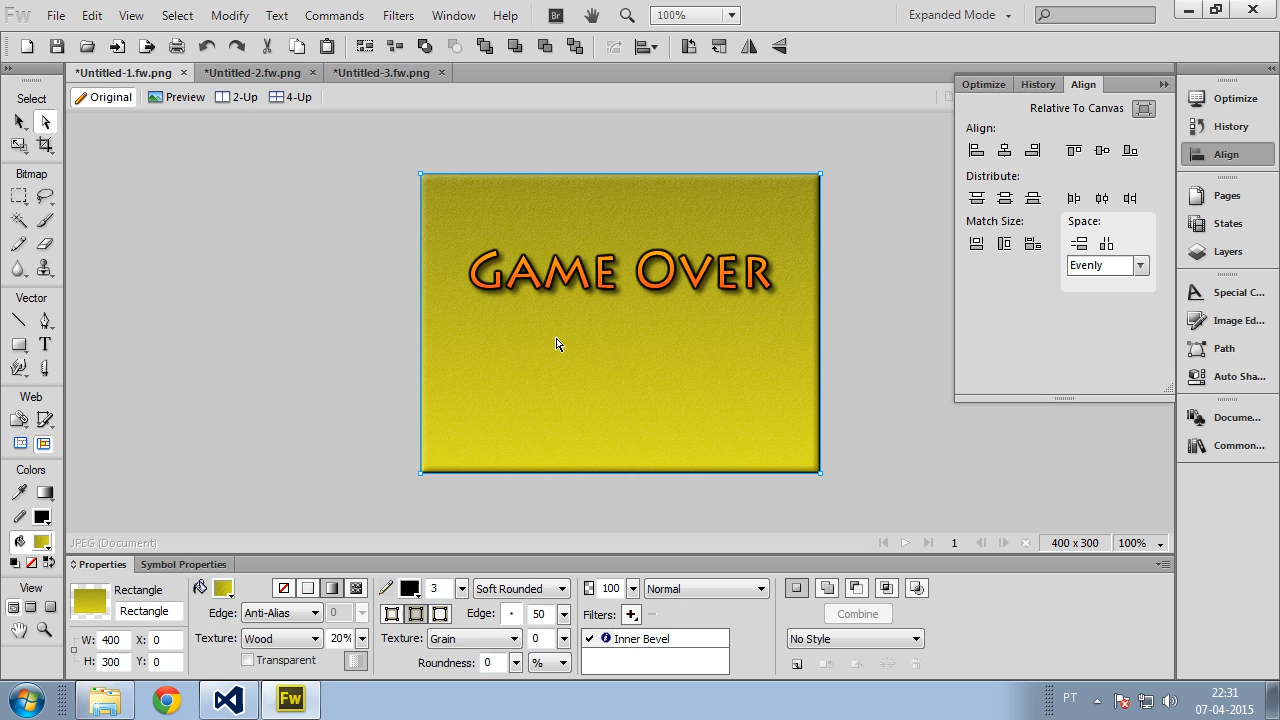 Fw File Edit View Select Modify Text Commands Filters Window Help Br 100% Expanded Mode
*Untitled-1.fw.png × *Untitled-2.fw.png × *Untitled-3.fw.png ×
Original Preview 2-Up 4-Up
Select
Bitmap
Vector
Web
Colors
View
GAME OVER
Optimize History Align
Relative To Canvas
Align:
Distribute:
Match Size: Space:
Evenly
Optimize
History
Align
Pages
States
Layers
Special C...
Image Ed...
Path
Auto Sha...
Docume...
Common...
JPEG (Document) 1 400 x 300 100%
Properties Symbol Properties
Rectangle
Rectangle
W: 400 X: 0
H: 300 Y: 0
Edge: Anti-Alias 0
Texture: Wood 20%
Transparent
3 Soft Rounded
Edge: 50
Texture: Grain 0
Roundness: 0 %
100 Normal
Filters:
Inner Bevel
Combine
No Style
Fw
PT
22:31
07-04-2015